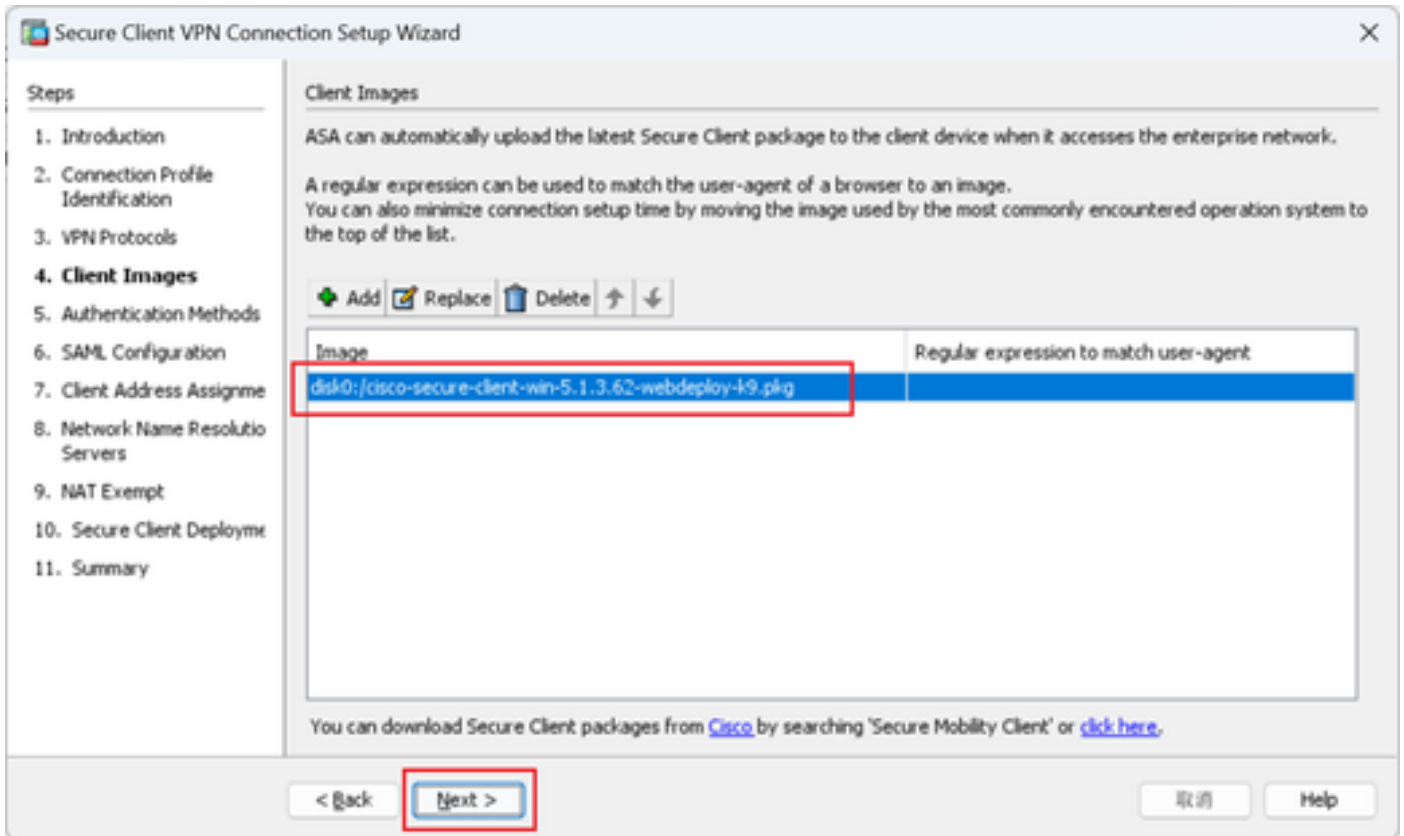 Secure Client VPN Connection Setup Wizard
Steps
1. Introduction
2. Connection Profile
Identification
3. VPN Protocols
4. Client Images
5. Authentication Methods
6. SAML Configuration
7. Client Address Assignme
8. Network Name Resolutio
Servers
9. NAT Exempt
10. Secure Client Deployme
11. Summary
Client Images
ASA can automatically upload the latest Secure Client package to the client device when it accesses the enterprise network.
A regular expression can be used to match the user-agent of a browser to an image.
You can also minimize connection setup time by moving the image used by the most commonly encountered operation system to
the top of the list.
Add Replace Delete
Image Regular expression to match user-agent
disk0:/cisco-secure-client-win-5.1.3.62-webdeploy-k9.pkg
You can download Secure Client packages from Cisco by searching 'Secure Mobility Client' or click here.
< Back Next > 取消 Help